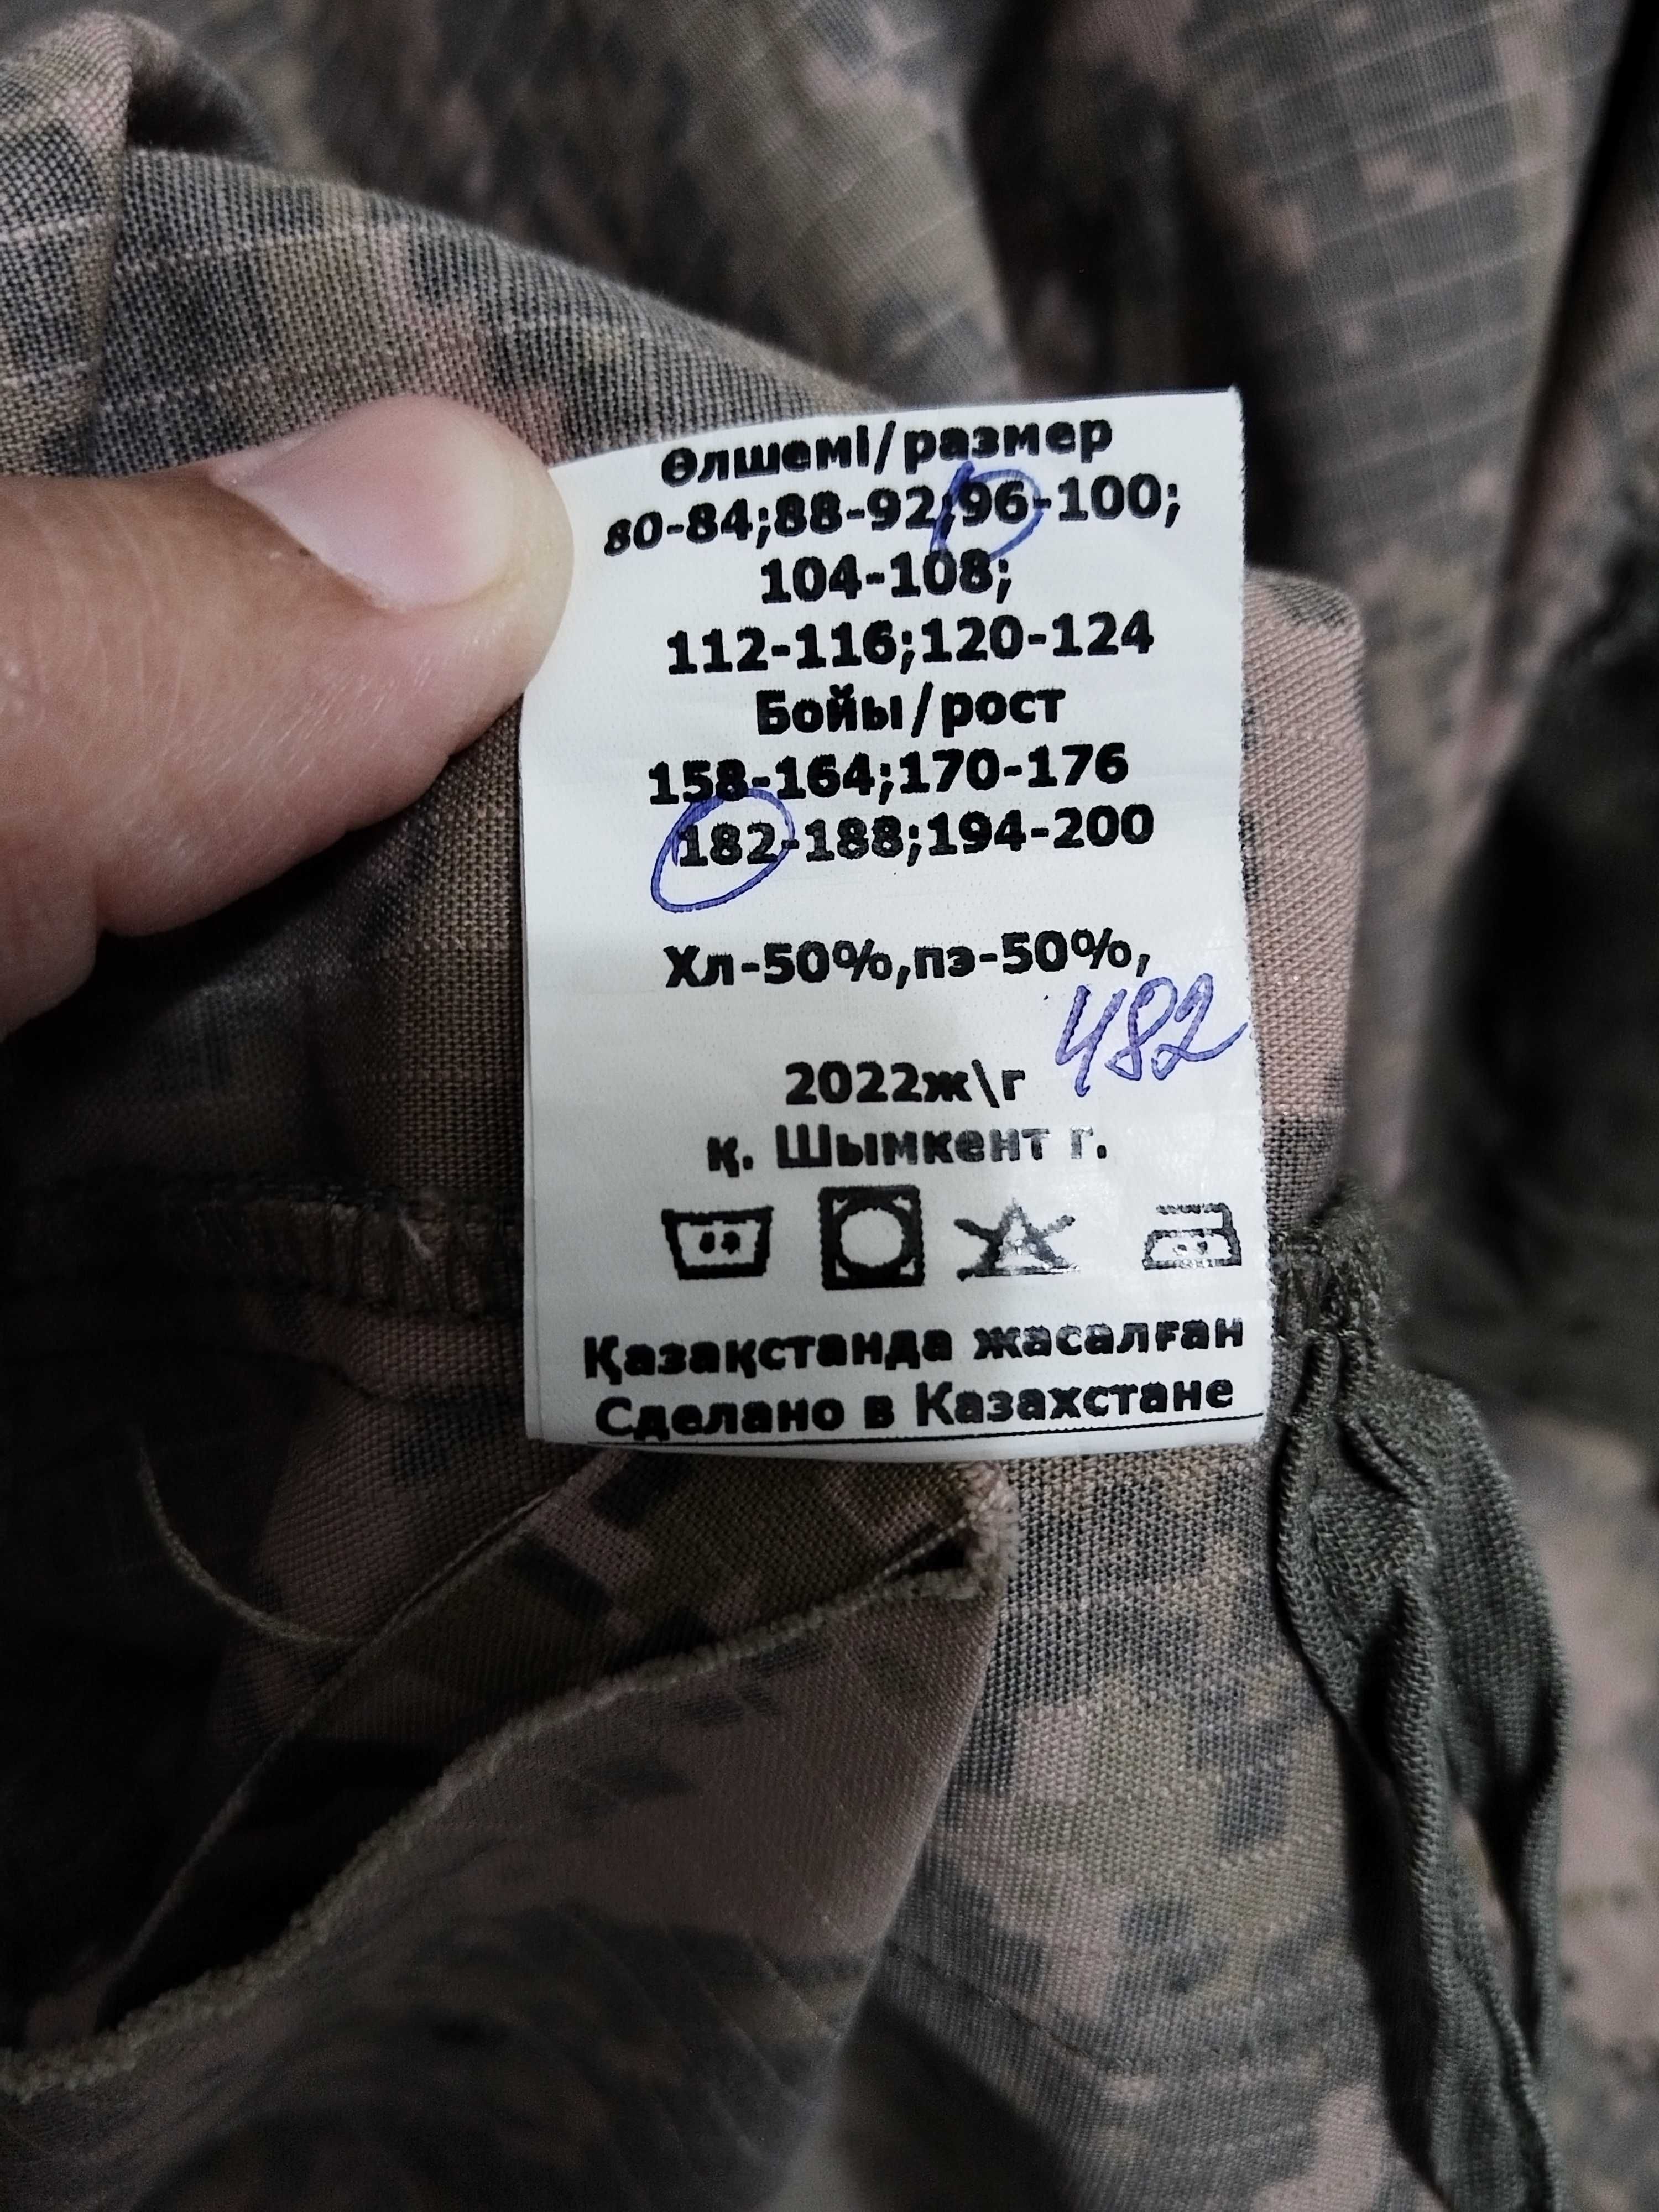 Өлшемі/размер
80-84;88-92;96-100;
104-108;
112-116;120-124
Бойы/рост
158-164;170-176
182-188;194-200
Хл-50%,пэ-50%,
482
2022ж\г
қ. Шымкент г.
Қазақстанда жасалған
Сделано в Казахстане